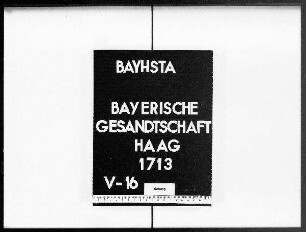 BAYHSTA
BAYERISCHE
GESANDTSCHAFT
HAAG
1713
V-16